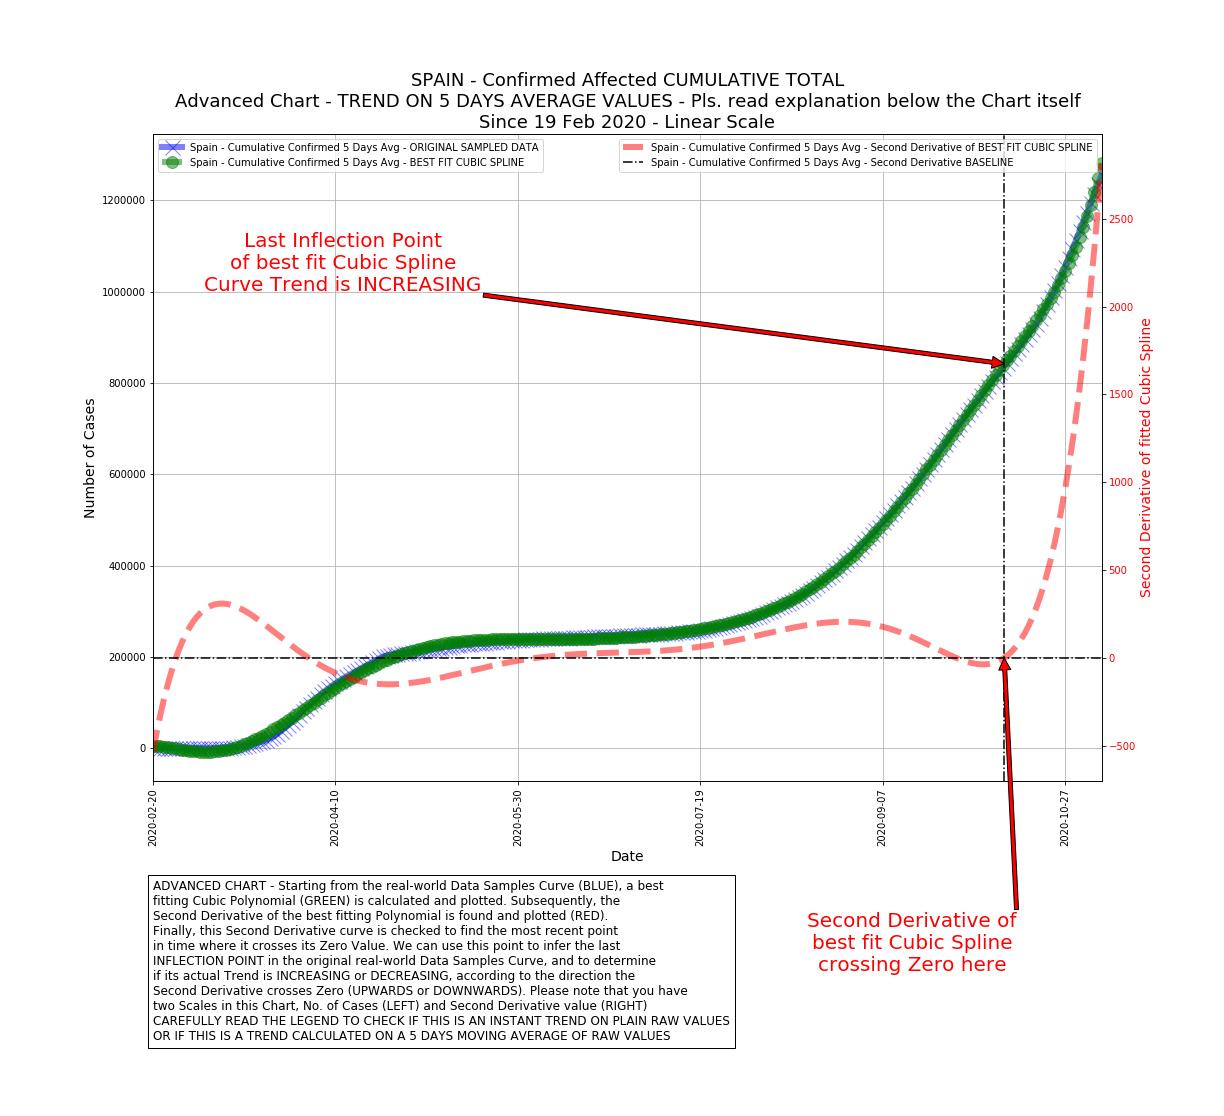 SPAIN - Confirmed Affected CUMULATIVE TOTAL
Advanced Chart - TREND ON 5 DAYS AVERAGE VALUES - Pls. read explanation below the Chart itself
Since 19 Feb 2020 - Linear Scale
Spain - Cumulative Confirmed 5 Days Avg - ORIGINAL SAMPLED DATA
Spain - Cumulative Confirmed 5 Days Avg - BEST FIT CUBIC SPLINE
Spain - Cumulative Confirmed 5 Days Avg - Second Derivative of BEST FIT CUBIC SPLINE
Spain - Cumulative Confirmed 5 Days Avg - Second Derivative BASELINE
Last Inflection Point
of best fit Cubic Spline
Curve Trend is INCREASING
Number of Cases
1200000
1000000
800000
600000
400000
200000
0
2500
2000
1500
1000
500
0
−500
Second Derivative of fitted Cubic Spline
2020-02-20
2020-04-10
2020-05-30
2020-07-19
2020-09-07
2020-10-27
Date
ADVANCED CHART - Starting from the real-world Data Samples Curve (BLUE), a best
fitting Cubic Polynomial (GREEN) is calculated and plotted. Subsequently, the
Second Derivative of the best fitting Polynomial is found and plotted (RED).
Finally, this Second Derivative curve is checked to find the most recent point
in time where it crosses its Zero Value. We can use this point to infer the last
INFLECTION POINT in the original real-world Data Samples Curve, and to determine
if its actual Trend is INCREASING or DECREASING, according to the direction the
Second Derivative crosses Zero (UPWARDS or DOWNWARDS). Please note that you have
two Scales in this Chart, No. of Cases (LEFT) and Second Derivative value (RIGHT)
CAREFULLY READ THE LEGEND TO CHECK IF THIS IS AN INSTANT TREND ON PLAIN RAW VALUES
OR IF THIS IS A TREND CALCULATED ON A 5 DAYS MOVING AVERAGE OF RAW VALUES
Second Derivative of
best fit Cubic Spline
crossing Zero here